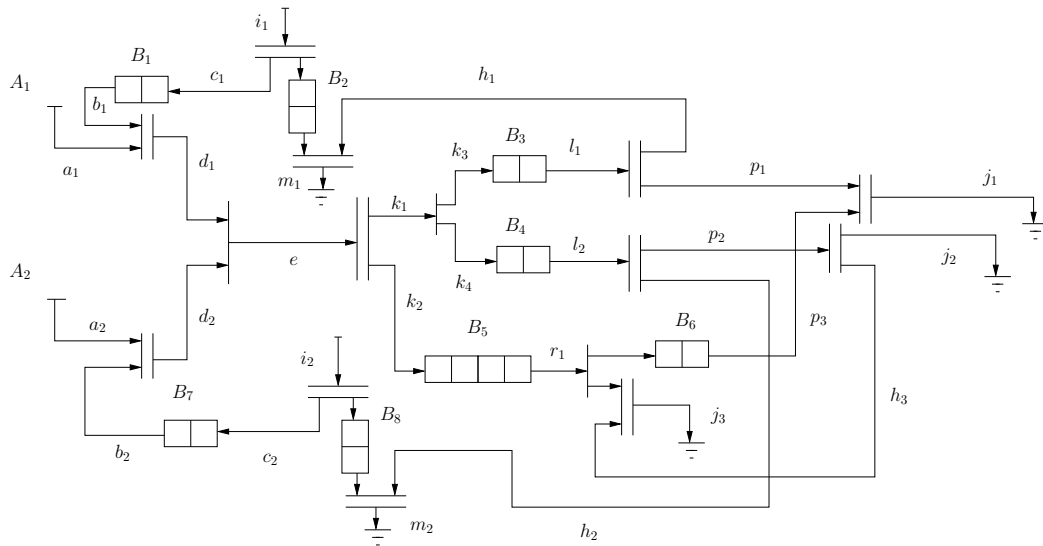 i₁
B₁
A₁
c₁
B₂
h₁
b₁
B₃
k₃
l₁
a₁
d₁
m₁
p₁
j₁
k₁
B₄
p₂
l₂
j₂
e
k₄
A₂
k₂
d₂
a₂
p₃
B₅
B₆
r₁
i₂
B₇
h₃
B₈
j₃
b₂
c₂
m₂
h₂